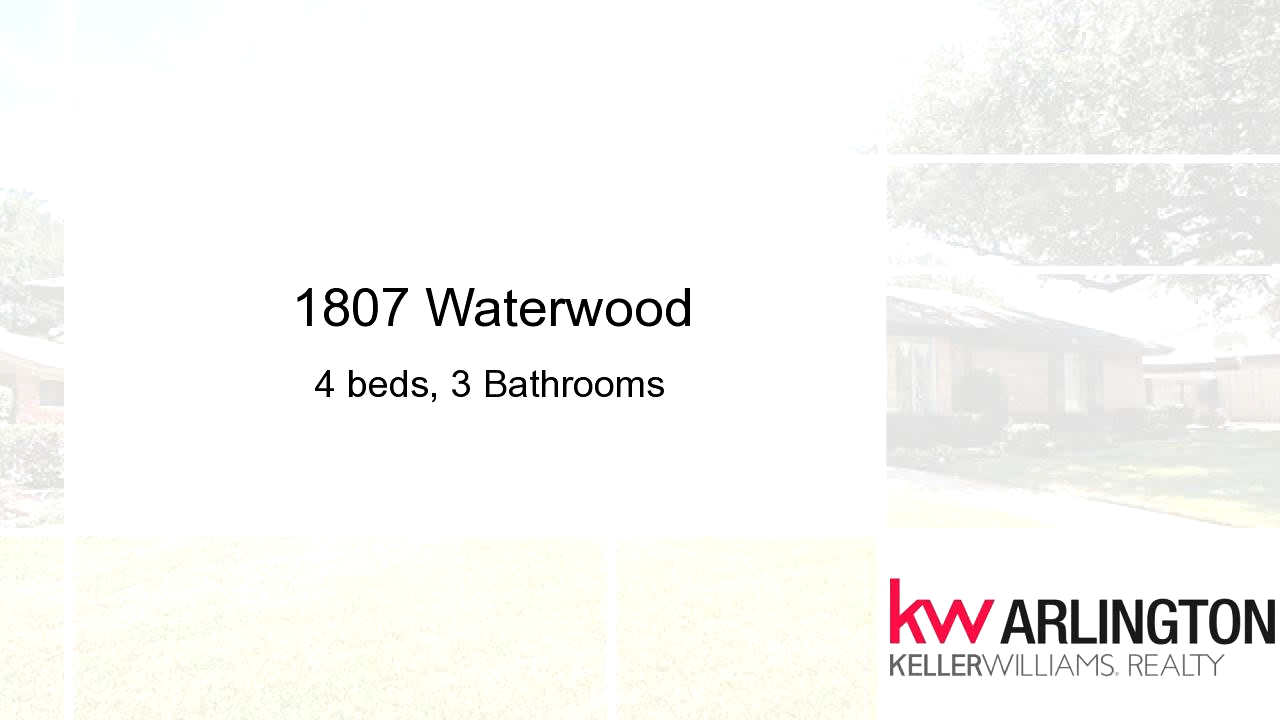 1807 Waterwood
4 beds, 3 Bathrooms
kw ARLINGTON
KELLERWILLIAMS. REALTY